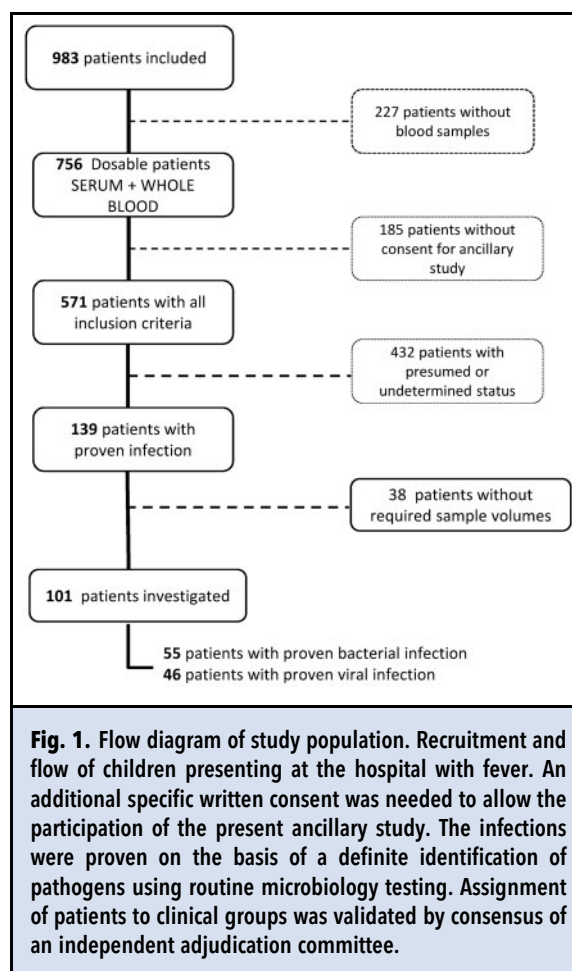 983 patients included
227 patients without
blood samples
756 Dosable patients
SERUM + WHOLE
BLOOD
185 patients without
consent for ancillary
study
571 patients with all
inclusion criteria
432 patients with
presumed or
undetermined status
139 patients with
proven infection
38 patients without
required sample volumes
101 patients investigated
55 patients with proven bacterial infection
46 patients with proven viral infection
Fig. 1. Flow diagram of study population. Recruitment and
flow of children presenting at the hospital with fever. An
additional specific written consent was needed to allow the
participation of the present ancillary study. The infections
were proven on the basis of a definite identification of
pathogens using routine microbiology testing. Assignment
of patients to clinical groups was validated by consensus of
an independent adjudication committee.